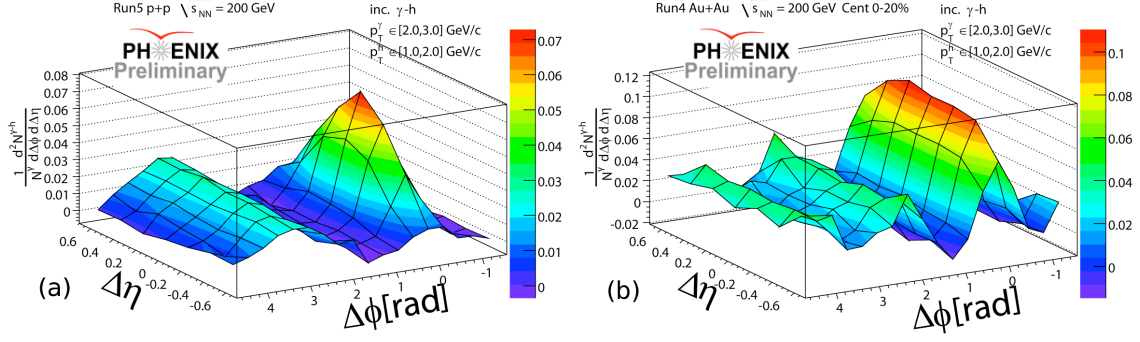 Run5 p+p √s NN = 200 GeV
inc. γ-h
p T γ ∈[2.0,3.0] GeV/c
p T h ∈[1.0,2.0] GeV/c
PHENIX
Preliminary
1 d²N γ-h
N γ dΔφ dΔη
0.08
0.07
0.06
0.05
0.04
0.03
0.02
0.01
0
0.6
0.4
0.2
0
-0.2
-0.4
-0.6
Δη
4
3
2
1
0
-1
Δφ[rad]
0.07
0.06
0.05
0.04
0.03
0.02
0.01
0
(a)
Run4 Au+Au √s NN = 200 GeV Cent 0-20%
inc. γ-h
p T γ ∈[2.0,3.0] GeV/c
p T h ∈[1.0,2.0] GeV/c
PHENIX
Preliminary
1 d²N γ-h
N γ dΔφ dΔη
0.12
0.1
0.08
0.06
0.04
0.02
0
-0.02
0.6
0.4
0.2
0
-0.2
-0.4
-0.6
Δη
4
3
2
1
0
-1
Δφ[rad]
0.1
0.08
0.06
0.04
0.02
0
(b)